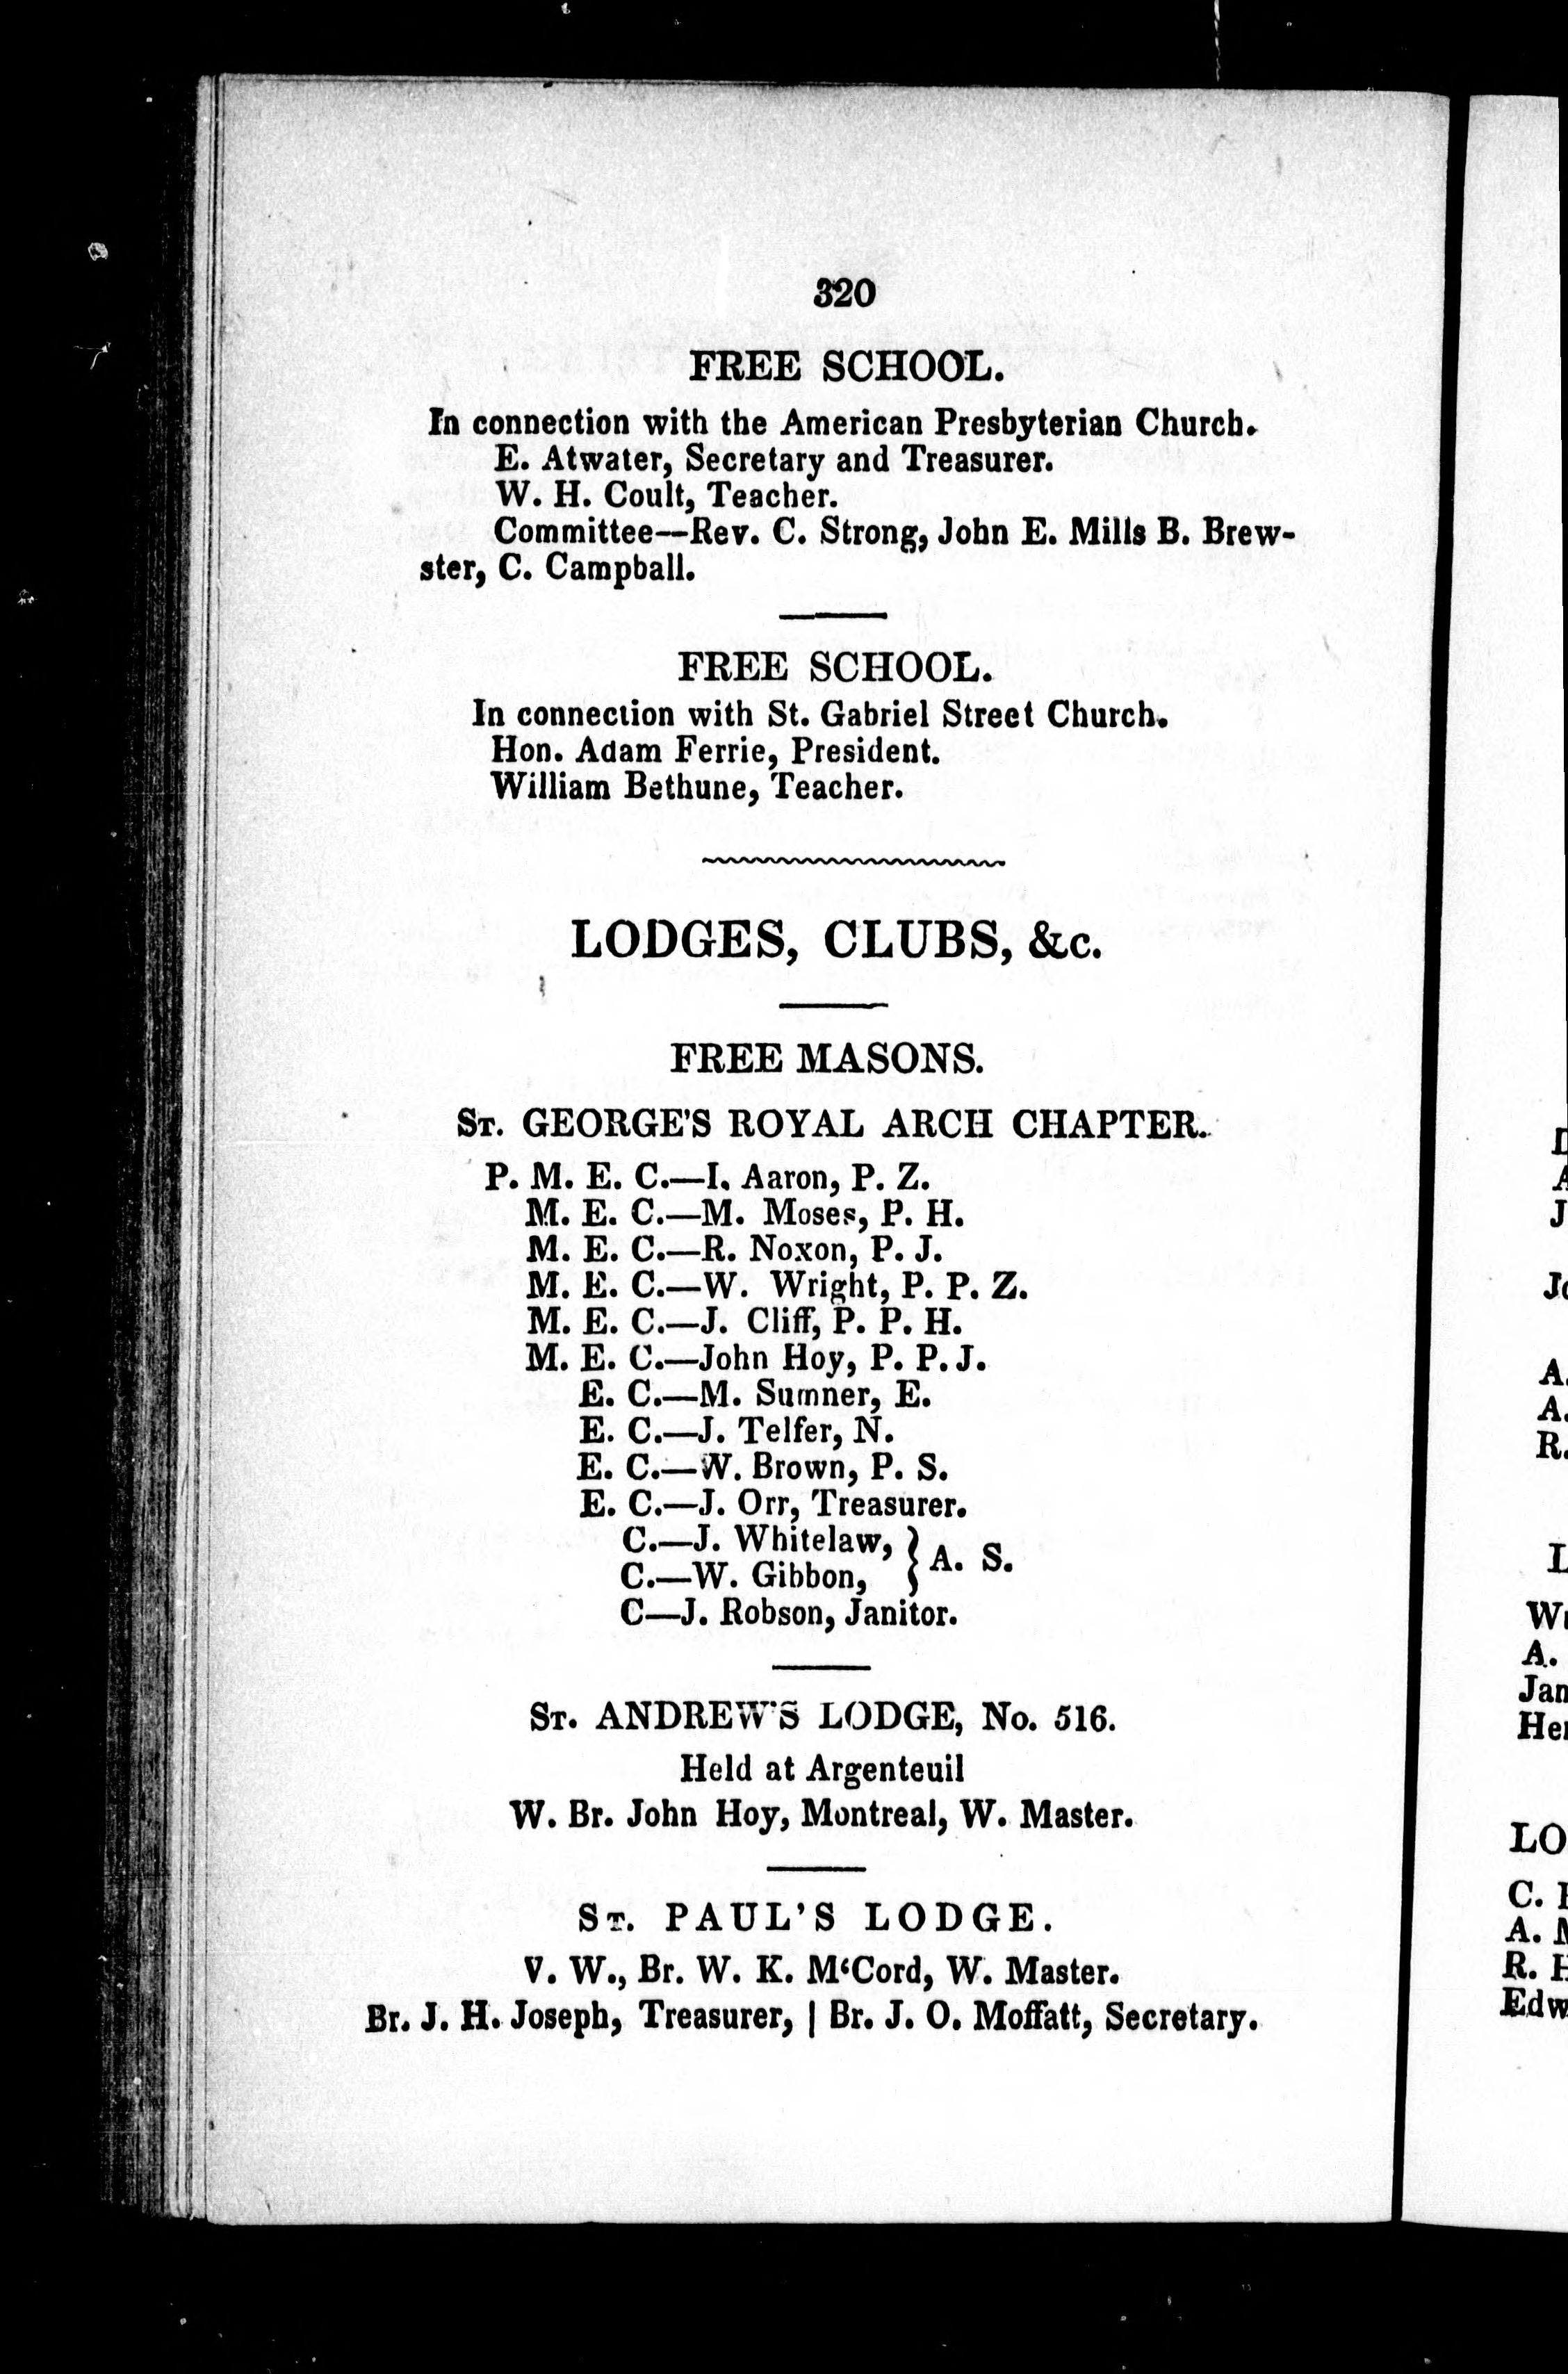 320
FREE SCHOOL.
In connection with the American Presbyterian Church.
E. Atwater, Secretary and Treasurer.
W. H. Coult, Teacher.
Committee—Rev. C. Strong, John E. Mills B. Brew-
ster, C. Campball.
FREE SCHOOL.
In connection with St. Gabriel Street Church.
Hon. Adam Ferrie, President.
William Bethune, Teacher.
LODGES, CLUBS, &c.
FREE MASONS.
St. GEORGE'S ROYAL ARCH CHAPTER.
P. M. E. C.—I. Aaron, P. Z.
M. E. C.—M. Moses, P. H.
M. E. C.—R. Noxon, P. J.
M. E. C.—W. Wright, P. P. Z.
M. E. C.—J. Cliff, P. P. H.
M. E. C.—John Hoy, P. P. J.
E. C.—M. Sumner, E.
E. C.—J. Telfer, N.
E. C.—W. Brown, P. S.
E. C.—J. Orr, Treasurer.
C.—J. Whitelaw, } A. S.
C.—W. Gibbon,
C—J. Robson, Janitor.
St. ANDREW'S LODGE, No. 516.
Held at Argenteuil
W. Br. John Hoy, Montreal, W. Master.
St. PAUL'S LODGE.
V. W., Br. W. K. M‘Cord, W. Master.
Br. J. H. Joseph, Treasurer, | Br. J. O. Moffatt, Secretary.